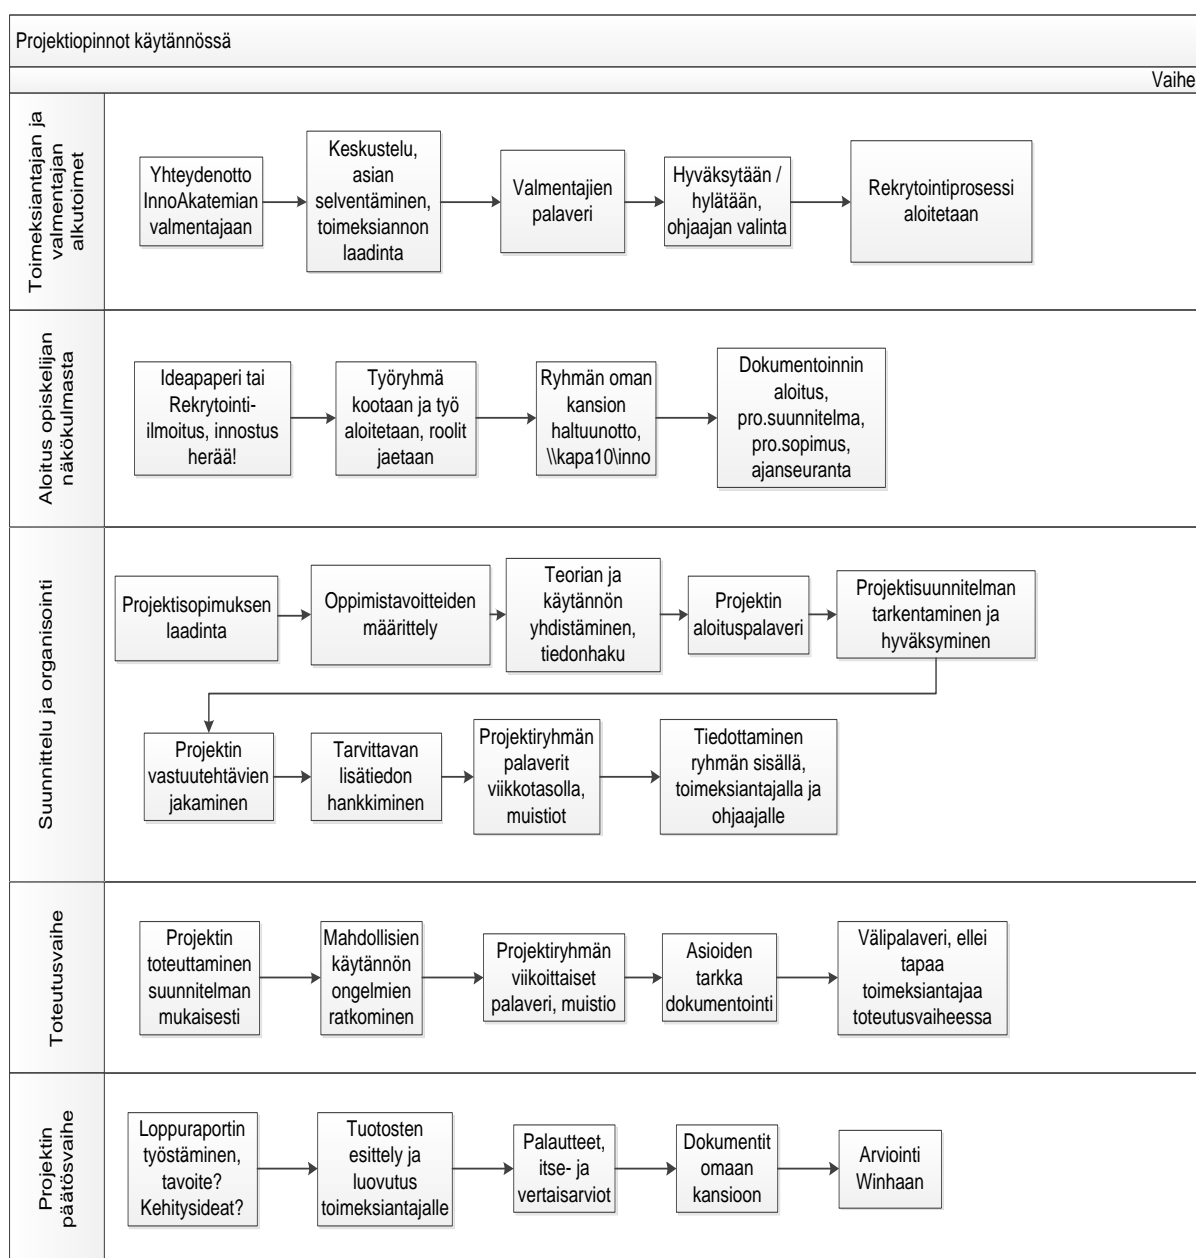 Projektiopinnot käytännössä
Vaihe
Toimeksiantajan ja
valmentajan
alkutoimet
Yhteydenotto
InnoAkatemian
valmentajaan
Keskustelu,
asian
selventäminen,
toimeksiannon
laadinta
Valmentajien
palaveri
Hyväksytään /
hylätään,
ohjaajan valinta
Rekrytointiprosessi
aloitetaan
Aloitus opiskelijan
näkökulmasta
Ideapaperi tai
Rekrytointi-
ilmoitus, innostus
herää!
Työryhmä
kootaan ja työ
aloitetaan, roolit
jaetaan
Ryhmän oman
kansion
haltuunotto,
\\kapa10\inno
Dokumentoinnin
aloitus,
pro.suunnitelma,
pro.sopimus,
ajanseuranta
Suunnittelu ja organisointi
Projektisopimuksen
laadinta
Oppimistavoitteiden
määrittely
Teorian ja
käytännön
yhdistäminen,
tiedonhaku
Projektin
aloituspalaveri
Projektisuunnitelman
tarkentaminen ja
hyväksyminen
Projektin
vastuutehtävien
jakaminen
Tarvittavan
lisätiedon
hankkiminen
Projektiryhmän
palaverit
viikkotasolla,
muistiot
Tiedottaminen
ryhmän sisällä,
toimeksiantajalla ja
ohjaajalle
Toteutusvaihe
Projektin
toteuttaminen
suunnitelman
mukaisesti
Mahdollisien
käytännön
ongelmien
ratkominen
Projektiryhmän
viikoittaiset
palaveri, muistio
Asioiden
tarkka
dokumentointi
Välipalaveri, ellei
tapaa
toimeksiantajaa
toteutusvaiheessa
Projektin
päätösvaihe
Loppuraportin
työstäminen,
tavoite?
Kehitysideat?
Tuotosten
esittely ja
luovutus
toimeksiantajalle
Palautteet,
itse- ja
vertaisarviot
Dokumentit
omaan
kansioon
Arviointi
Winhaan